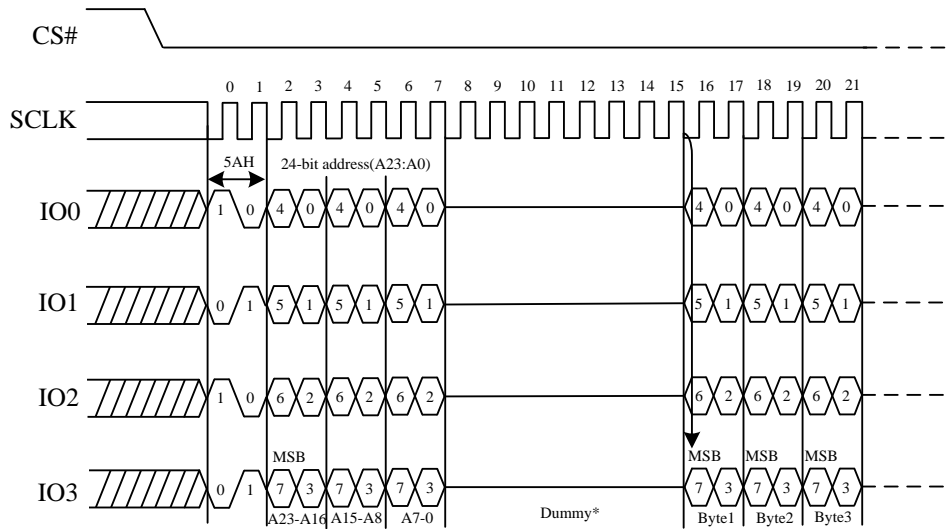 CS#
0 1 2 3 4 5 6 7 8 9 10 11 12 13 14 15 16 17 18 19 20 21
SCLK
5AH 24-bit address(A23:A0)
IO0 1 0 4 0 4 0 4 0 4 0 4 0 4 0
IO1 0 1 5 1 5 1 5 1 5 1 5 1 5 1
IO2 1 0 6 2 6 2 6 2 6 2 6 2 6 2
MSB MSB MSB MSB
IO3 0 1 7 3 7 3 7 3 7 3 7 3 7 3
A23-A16 A15-A8 A7-0 Dummy* Byte1 Byte2 Byte3